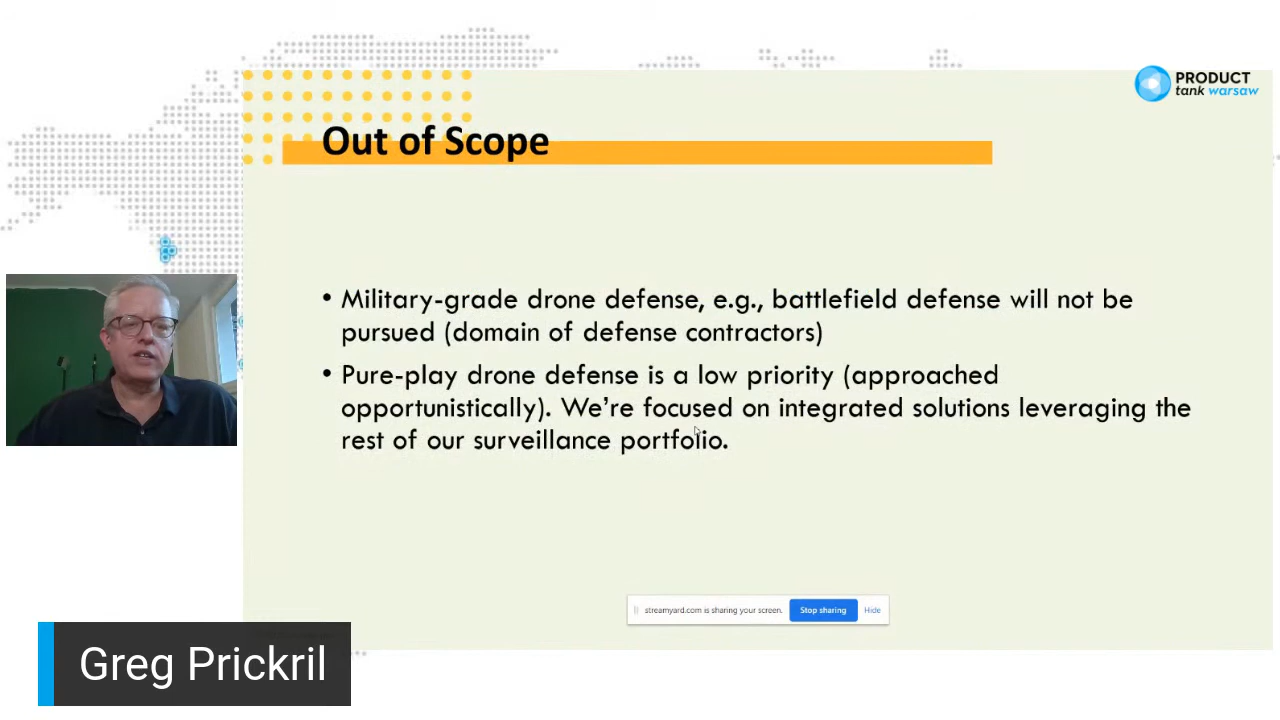 PRODUCT
tank warsaw
Out of Scope
• Military-grade drone defense, e.g., battlefield defense will not be
pursued (domain of defense contractors)
• Pure-play drone defense is a low priority (approached
opportunistically). We're focused on integrated solutions leveraging the
rest of our surveillance portfolio.
streamyard.com is sharing your screen.
Stop sharing
Hide
Greg Prickril